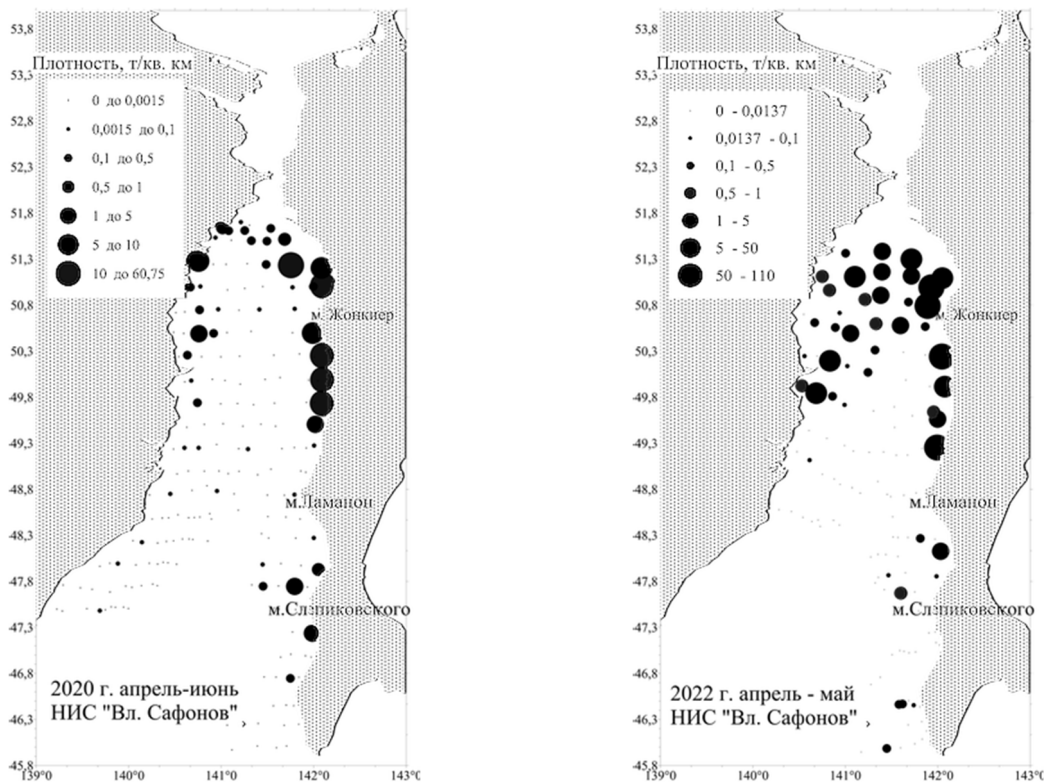 53,8
53,3
52,8
52,3
51,8
51,3
50,8
50,3
49,8
49,3
48,8
48,3
47,8
47,3
46,8
46,3
45,8
139°0
140°0
141°0
142°0
143°0
Плотность, т/кв. км
0 до 0,0015
0,0015 до 0,1
0,1 до 0,5
0,5 до 1
1 до 5
5 до 10
10 до 60,75
м. Жонкиер
м.Ламанон
м.Слепиковского
2020 г. апрель-июнь
НИС "Вл. Сафонов"
53,8
53,3
52,8
52,3
51,8
51,3
50,8
50,3
49,8
49,3
48,8
48,3
47,8
47,3
46,8
46,3
45,8
139°0
140°0
141°0
142°0
143°0
Плотность, т/кв. км
0 - 0,0137
0,0137 - 0,1
0,1 - 0,5
0,5 - 1
1 - 5
5 - 50
50 - 110
м. Жонкиер
м.Ламанон
м.Слепиковского
2022 г. апрель - май
НИС "Вл. Сафонов"